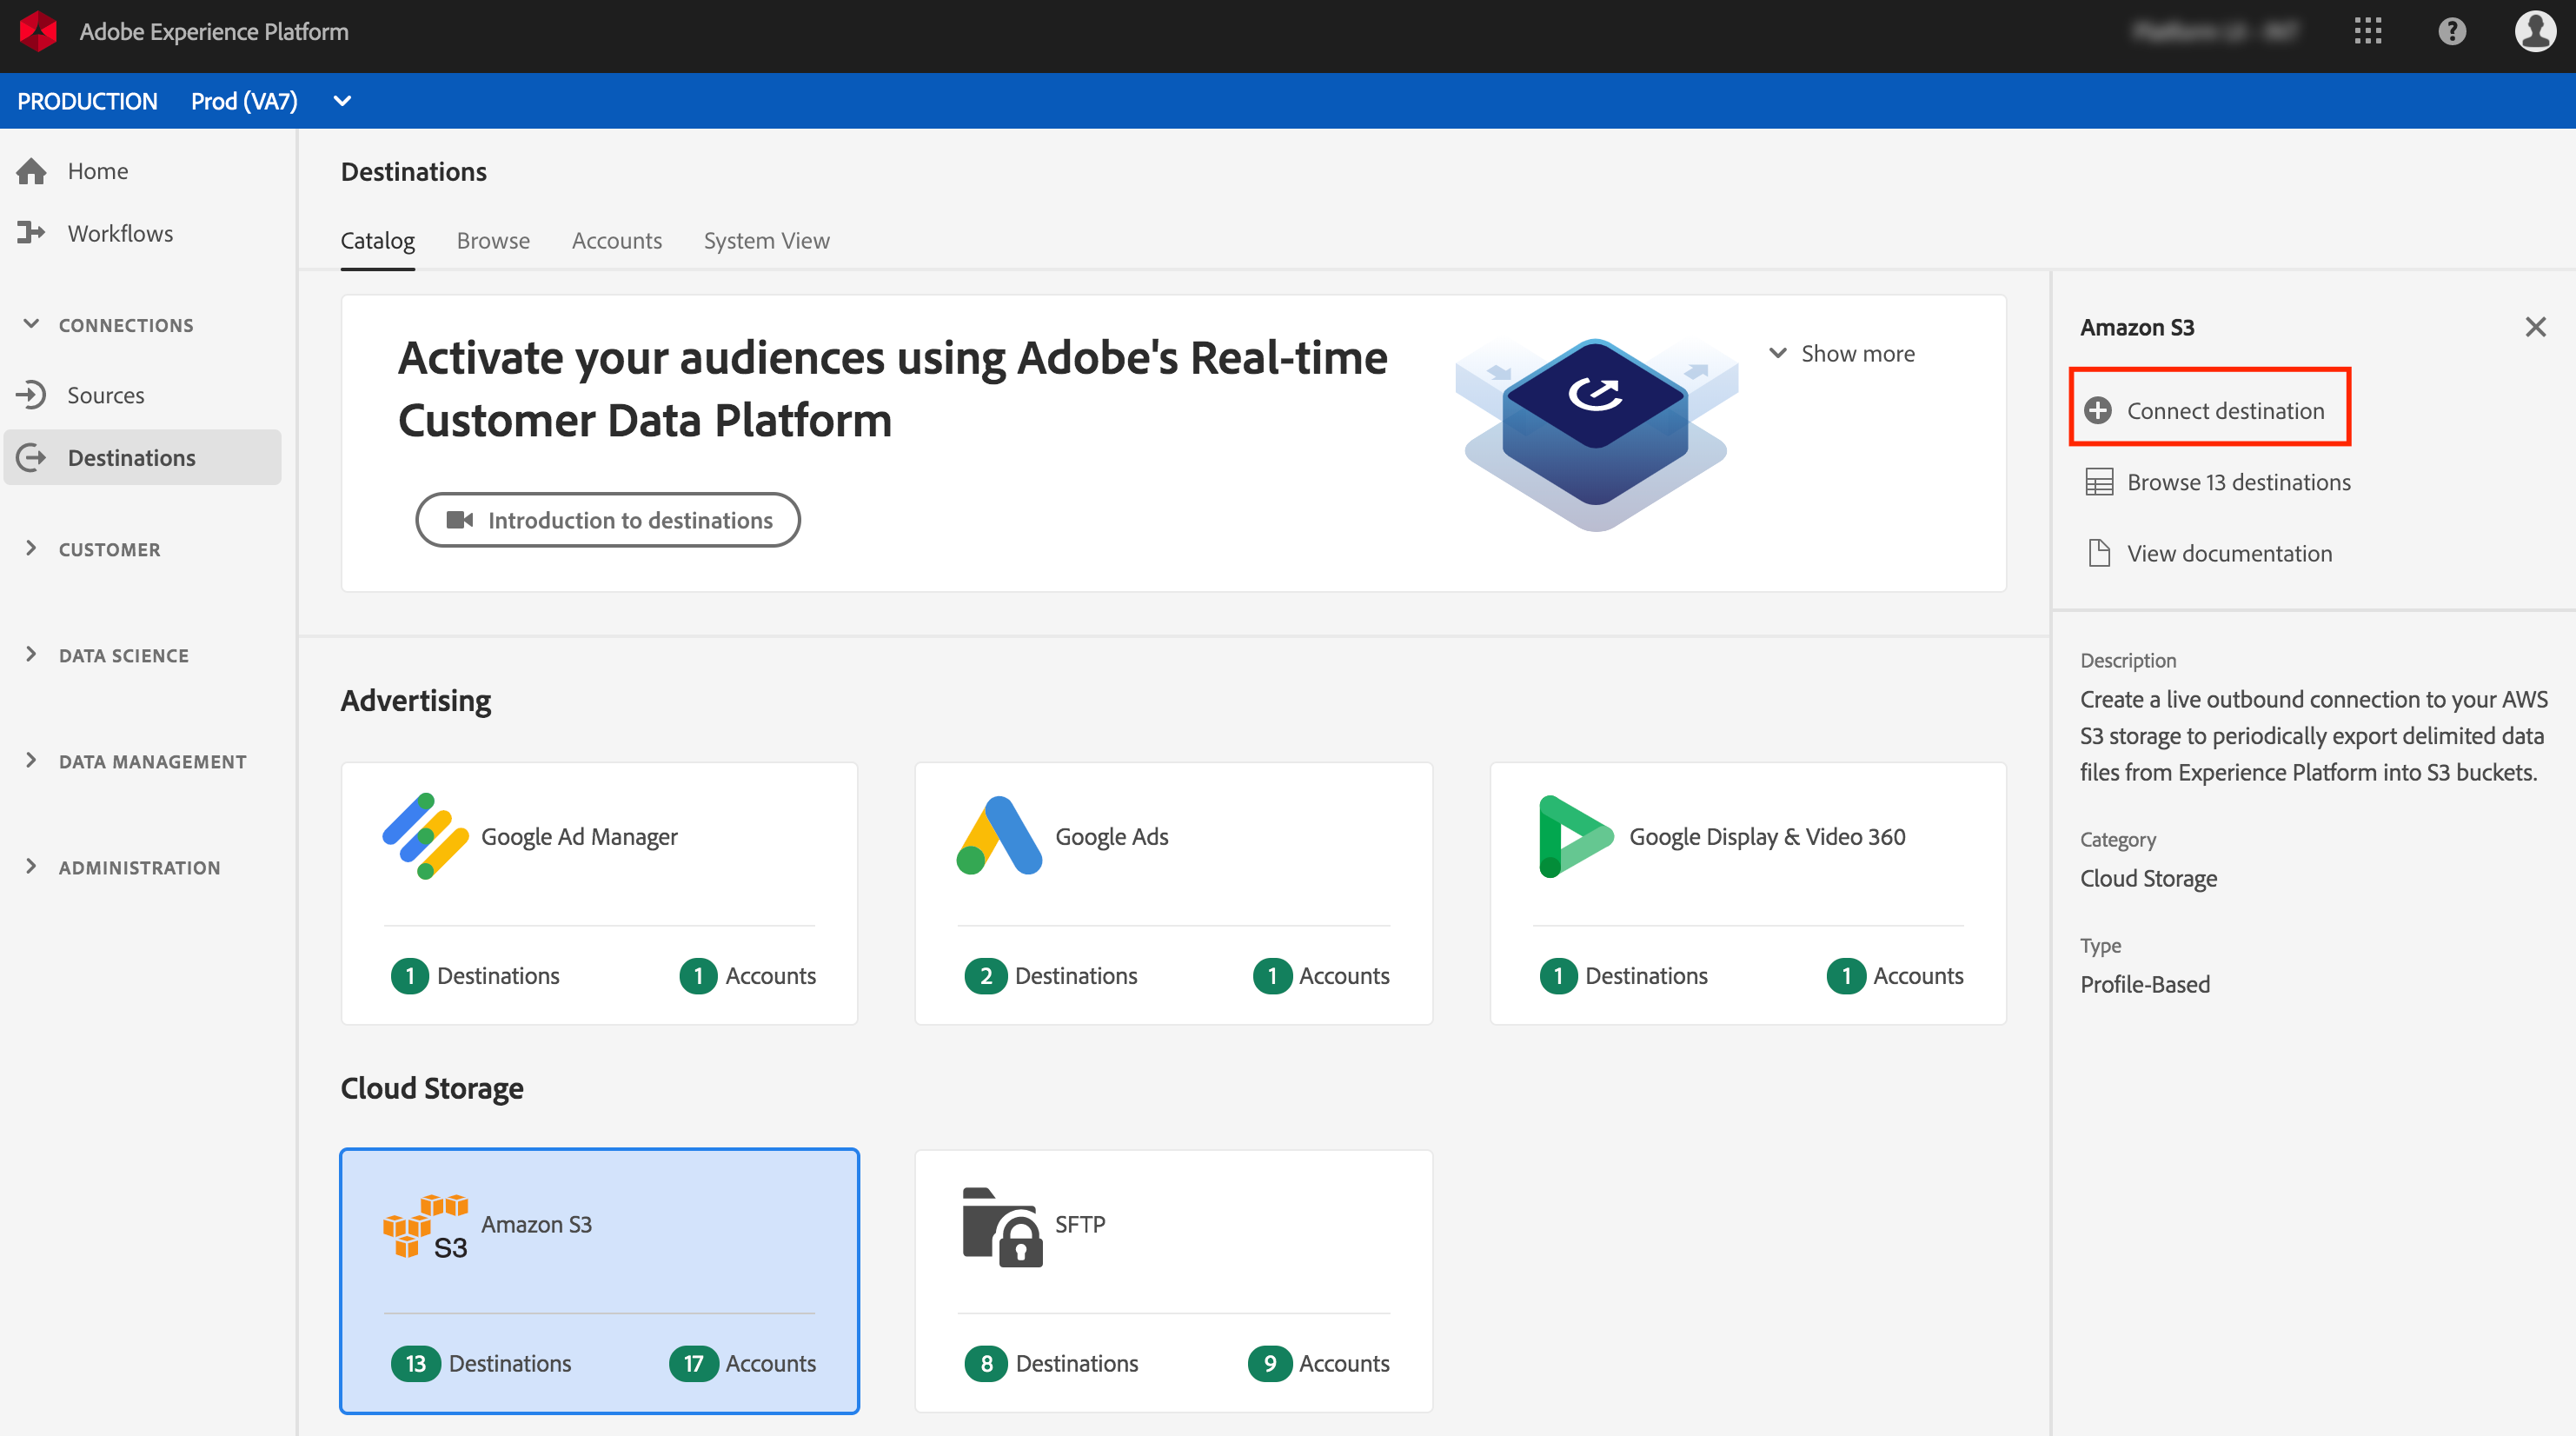 Adobe Experience Platform
PRODUCTION Prod (VA7)
Home
Workflows
CONNECTIONS
Sources
Destinations
CUSTOMER
DATA SCIENCE
DATA MANAGEMENT
ADMINISTRATION
Destinations
Catalog Browse Accounts System View
Activate your audiences using Adobe's Real-time
Customer Data Platform
Show more
Introduction to destinations
Advertising
Google Ad Manager
1 Destinations 1 Accounts
Google Ads
2 Destinations 1 Accounts
Google Display & Video 360
1 Destinations 1 Accounts
Cloud Storage
S3 Amazon S3
13 Destinations 17 Accounts
SFTP
8 Destinations 9 Accounts
Amazon S3
Connect destination
Browse 13 destinations
View documentation
Description
Create a live outbound connection to your AWS
S3 storage to periodically export delimited data
files from Experience Platform into S3 buckets.
Category
Cloud Storage
Type
Profile-Based